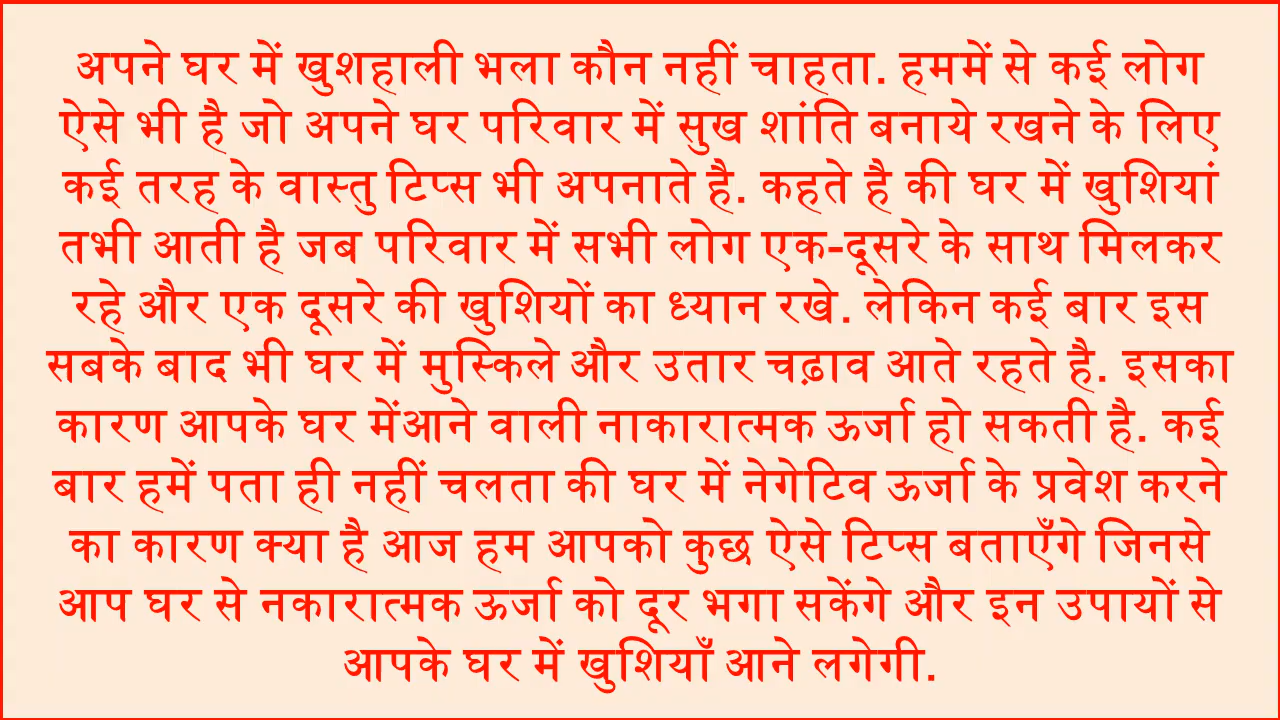 अपने घर में खुशहाली भला कौन नहीं चाहता. हममें से कई लोग
ऐसे भी है जो अपने घर परिवार में सुख शांति बनाये रखने के लिए
कई तरह के वास्तु टिप्स भी अपनाते है. कहते है की घर में खुशियां
तभी आती है जब परिवार में सभी लोग एक-दूसरे के साथ मिलकर
रहे और एक दूसरे की खुशियों का ध्यान रखे. लेकिन कई बार इस
सबके बाद भी घर में मुस्किले और उतार चढ़ाव आते रहते है. इसका
कारण आपके घर मेंआने वाली नाकारात्मक ऊर्जा हो सकती है. कई
बार हमें पता ही नहीं चलता की घर में नेगेटिव ऊर्जा के प्रवेश करने
का कारण क्या है आज हम आपको कुछ ऐसे टिप्स बताएँगे जिनसे
आप घर से नकारात्मक ऊर्जा को दूर भगा सकेंगे और इन उपायों से
आपके घर में खुशियाँ आने लगेगी.